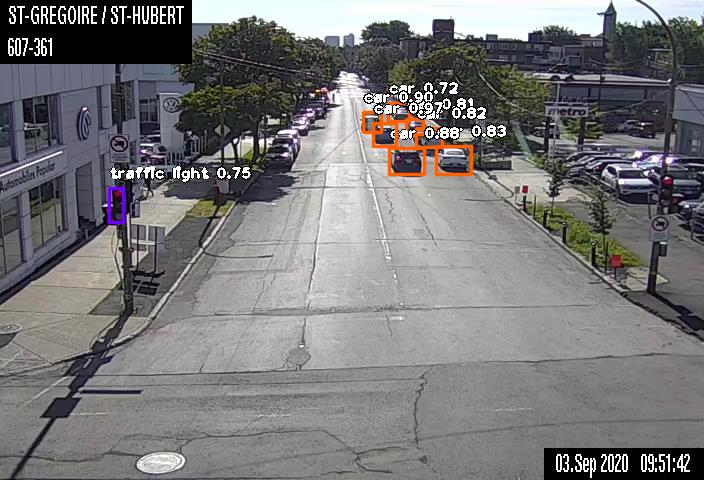 ST-GREGOIRE / ST-HUBERT
607-361
car 0.72
car 0.90
0.81
car 0.97
car 0.82
car 0.88
0.83
traffic light 0.75
metro
Automobiles Popular
03.Sep 2020 09:51:42